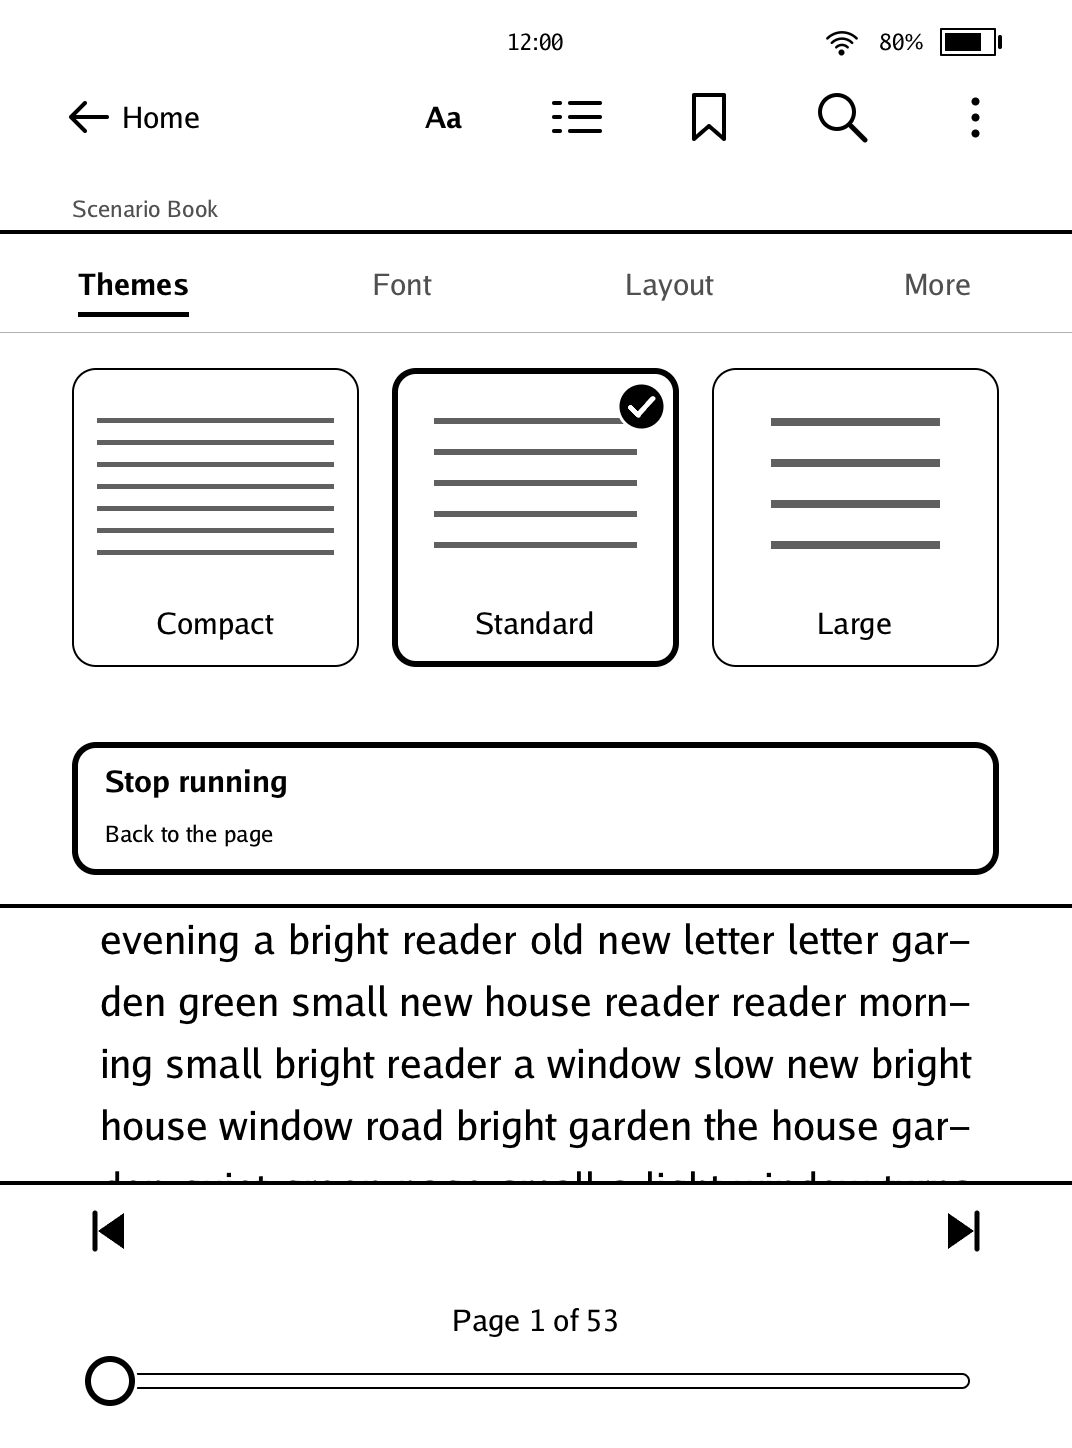 12:00
80%
Home
Aa
Scenario Book
Themes
Font
Layout
More
Compact
Standard
Large
Stop running
Back to the page
evening a bright reader old new letter letter gar–
den green small new house reader reader morn–
ing small bright reader a window slow new bright
house window road bright garden the house gar–
Page 1 of 53